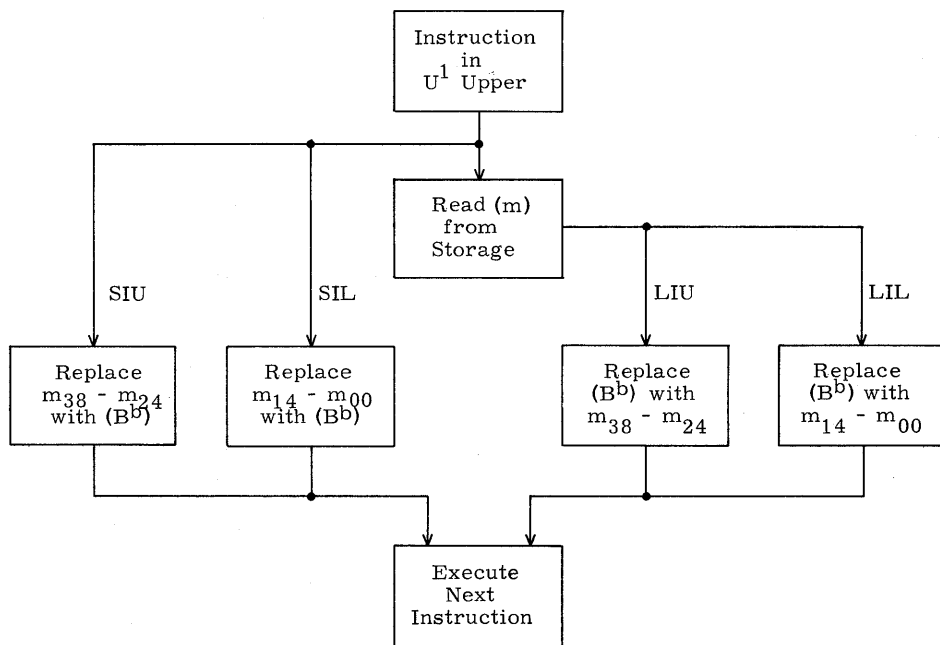 Instruction
in
U¹ Upper
Read (m)
from
Storage
SIU
SIL
LIU
LIL
Replace
m₃₈ - m₂₄
with (Bᵇ)
Replace
m₁₄ - m₀₀
with (Bᵇ)
Replace
(Bᵇ) with
m₃₈ - m₂₄
Replace
(Bᵇ) with
m₁₄ - m₀₀
Execute
Next
Instruction